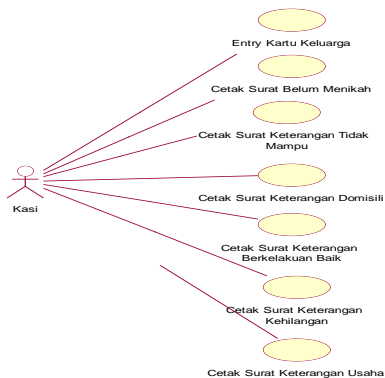 Entry Kartu Keluarga
Cetak Surat Belum Menikah
Cetak Surat Keterangan Tidak
Mampu
Kasi
Cetak Surat Keterangan Domisili
Cetak Surat Keterangan
Berkelakuan Baik
Cetak Surat Keterangan
Kehilangan
Cetak Surat Keterangan Usaha